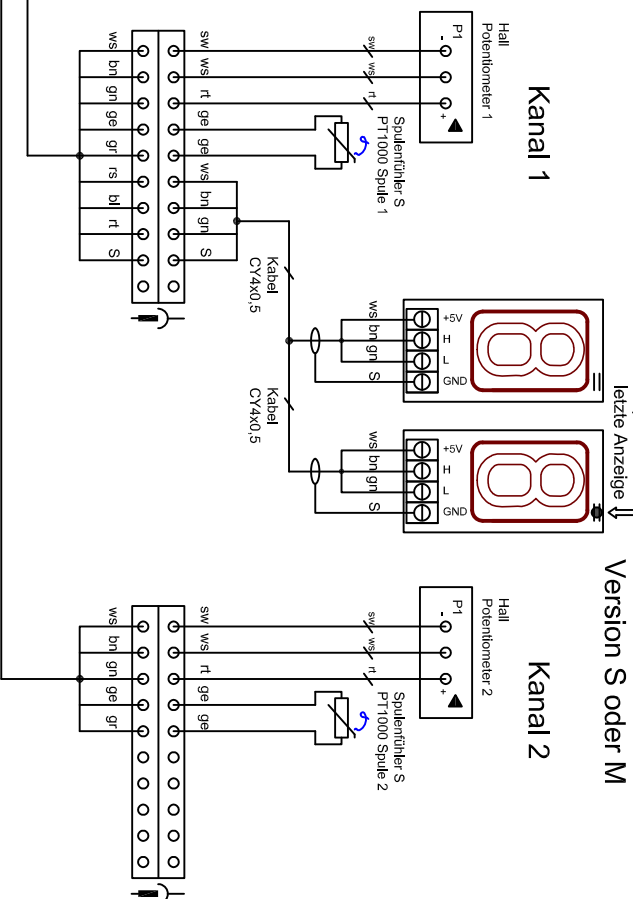 Version S oder M
letzte Anzeige
Kanal 1
Hall
Potentiometer 1
P1
-
+
sw
ws
rt
Spulenfühler S
PT1000 Spule 1
sw ws rt ge ge ws bn gn S
ws bn gn ge gr rs bl rt S
Kabel
CY4x0,5
Kabel
CY4x0,5
+5V
H
L
GND
ws bn gn S
+5V
H
L
GND
ws bn gn S
Kanal 2
Hall
Potentiometer 2
P1
-
+
sw
ws
rt
Spulenfühler S
PT1000 Spule 2
sw ws rt ge ge
ws bn gn ge gr